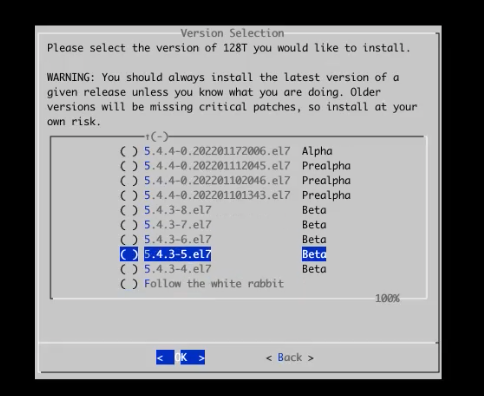 Version Selection
Please select the version of 128T you would like to install.
WARNING: You should always install the latest version of a
given release unless you know what you are doing. Older
versions will be missing critical patches, so install at your
own risk.
↑(-)
( ) 5.4.4-0.202201172006.el7 Alpha
( ) 5.4.4-0.202201112045.el7 Prealpha
( ) 5.4.4-0.202201102046.el7 Prealpha
( ) 5.4.4-0.202201101343.el7 Prealpha
( ) 5.4.3-8.el7 Beta
( ) 5.4.3-7.el7 Beta
( ) 5.4.3-6.el7 Beta
( ) 5.4.3-5.el7 Beta
( ) 5.4.3-4.el7 Beta
( ) Follow the white rabbit
100%
< OK > < Back >